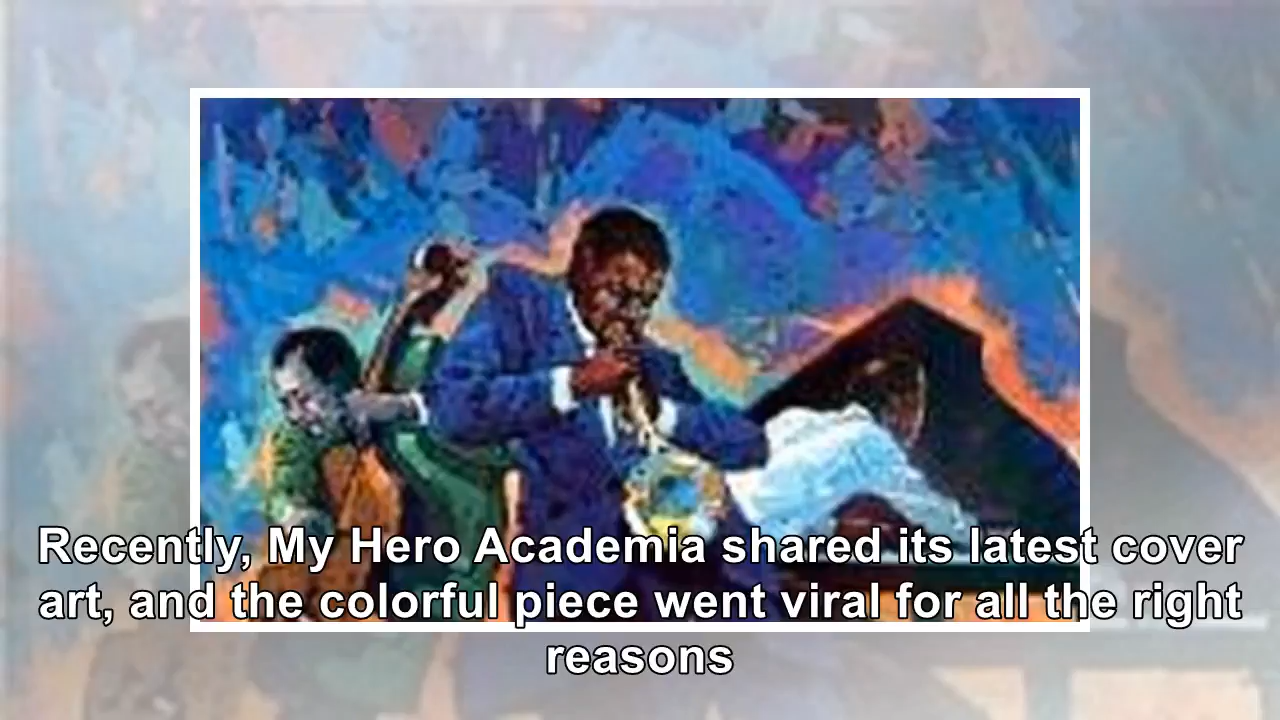 Recently, My Hero Academia shared its latest cover
art, and the colorful piece went viral for all the right
reasons